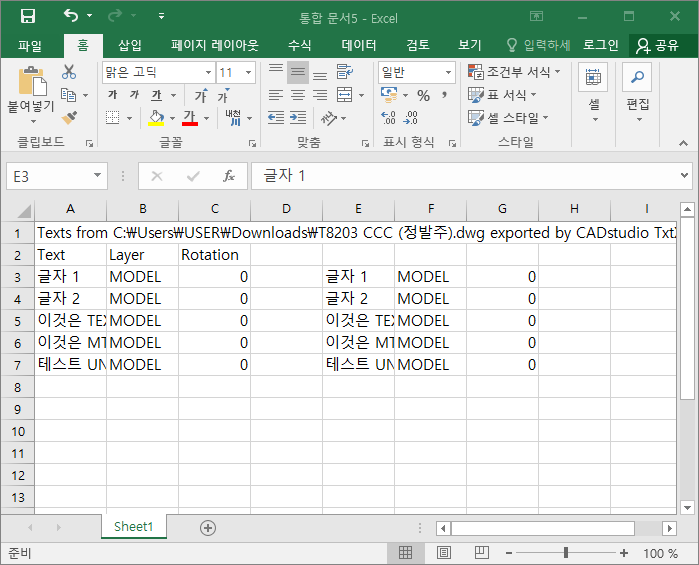 통합 문서5 - Excel
파일 홈 삽입 페이지 레이아웃 수식 데이터 검토 보기 입력하세 로그인 공유
맑은 고딕 11 일반 조건부 서식
붙여넣기 가 가 가 가 가 % , 표 서식 셀 편집
가 내천 셀 스타일
클립보드 글꼴 맞춤 표시 형식 스타일
E3 fx 글자 1
A B C D E F G H I
1 Texts from C:₩Users₩USER₩Downloads₩T8203 CCC (정발주).dwg exported by CADstudio TxtX
2 Text Layer Rotation
3 글자 1 MODEL 0 글자 1 MODEL 0
4 글자 2 MODEL 0 글자 2 MODEL 0
5 이것은 TEX MODEL 0 이것은 TEX MODEL 0
6 이것은 MT MODEL 0 이것은 MT MODEL 0
7 테스트 UN MODEL 0 테스트 UN MODEL 0
8
9
10
11
12
13
Sheet1
준비 100 %